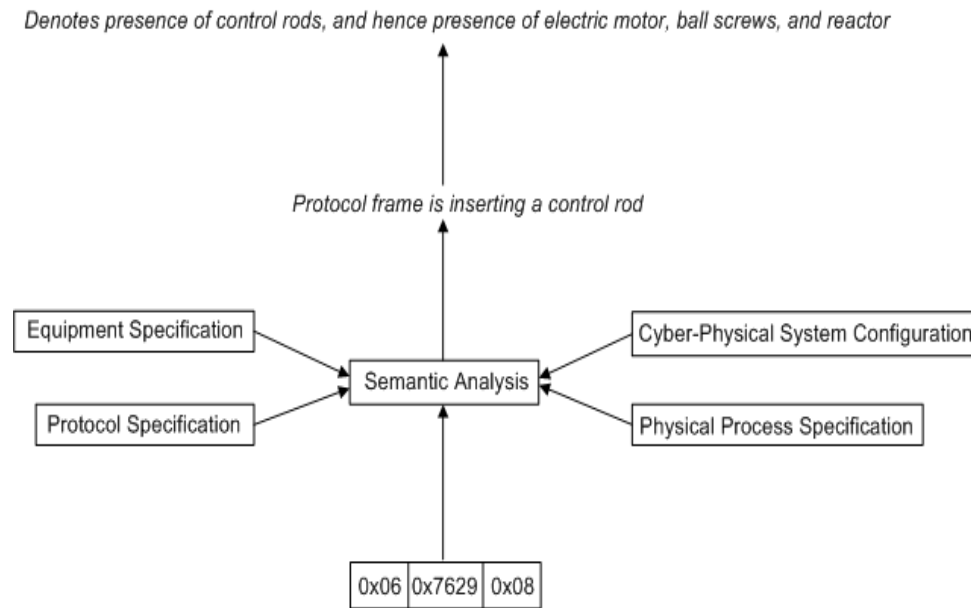 Denotes presence of control rods, and hence presence of electric motor, ball screws, and reactor
Protocol frame is inserting a control rod
Equipment Specification
Cyber-Physical System Configuration
Semantic Analysis
Protocol Specification
Physical Process Specification
0x06 0x7629 0x08